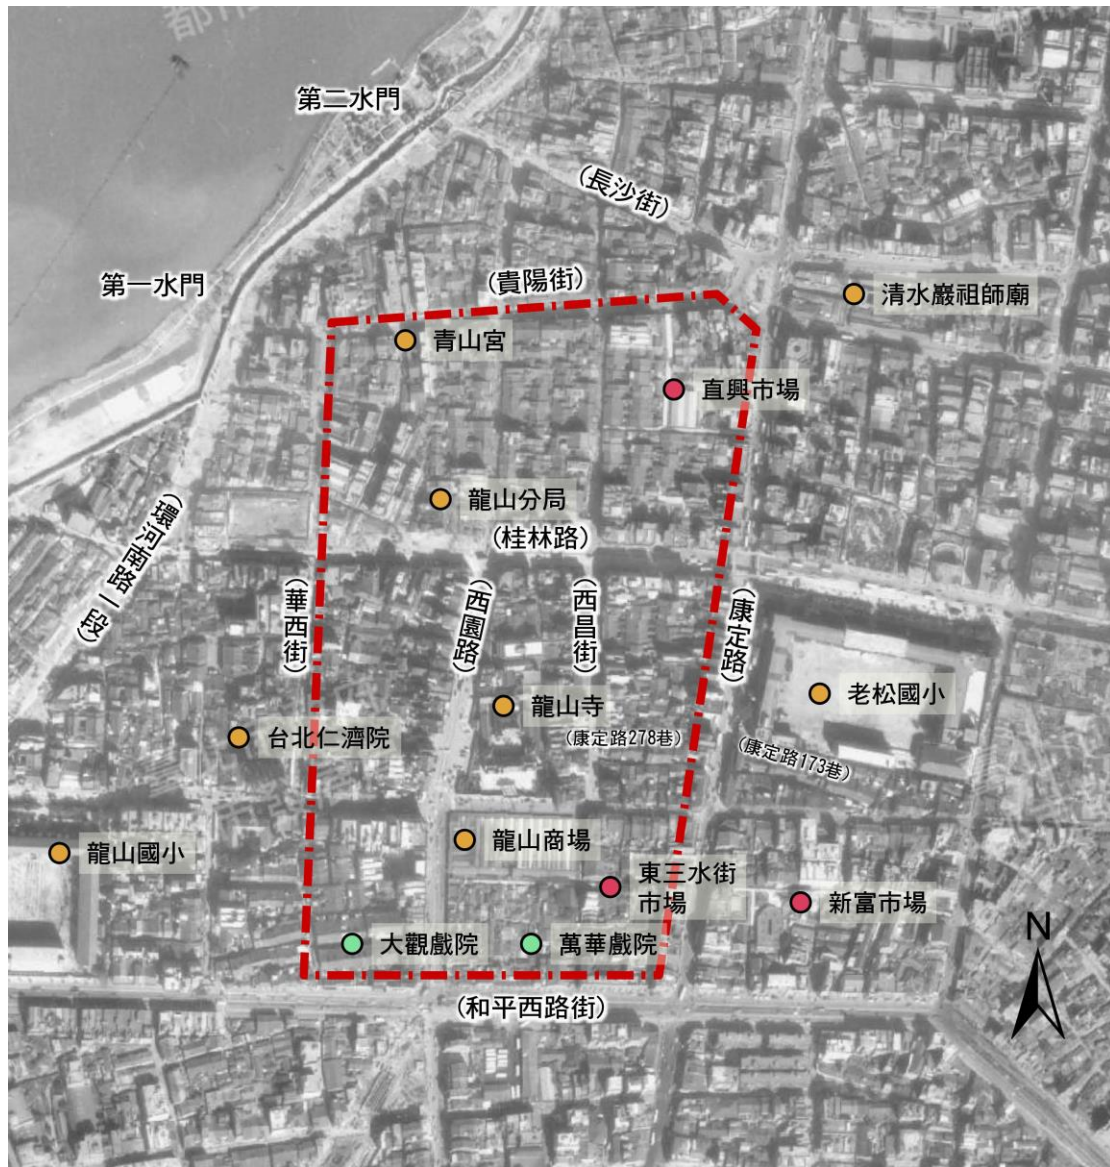 都市
第二水門
(長沙街)
第一水門
(貴陽街)
清水巖祖師廟
青山宮
直興市場
龍山分局
(桂林路)
(環河南路一段)
(華西街)
(西園路)
(西昌街)
(康定路)
老松國小
龍山寺
(康定路278巷)
台北仁濟院
(康定路173巷)
龍山商場
龍山國小
東三水街
市場
新富市場
大觀戲院
萬華戲院
N
(和平西路街)